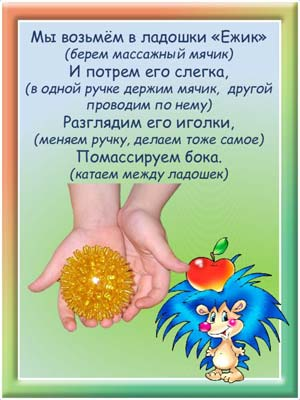 Мы возьмём в ладошки «Ежик»
(берем массажный мячик)
И потрем его слегка,
(в одной ручке держим мячик, другой
проводим по нему)
Разглядим его иголки,
(меняем ручку, делаем тоже самое)
Помассируем бока.
(катаем между ладошек)